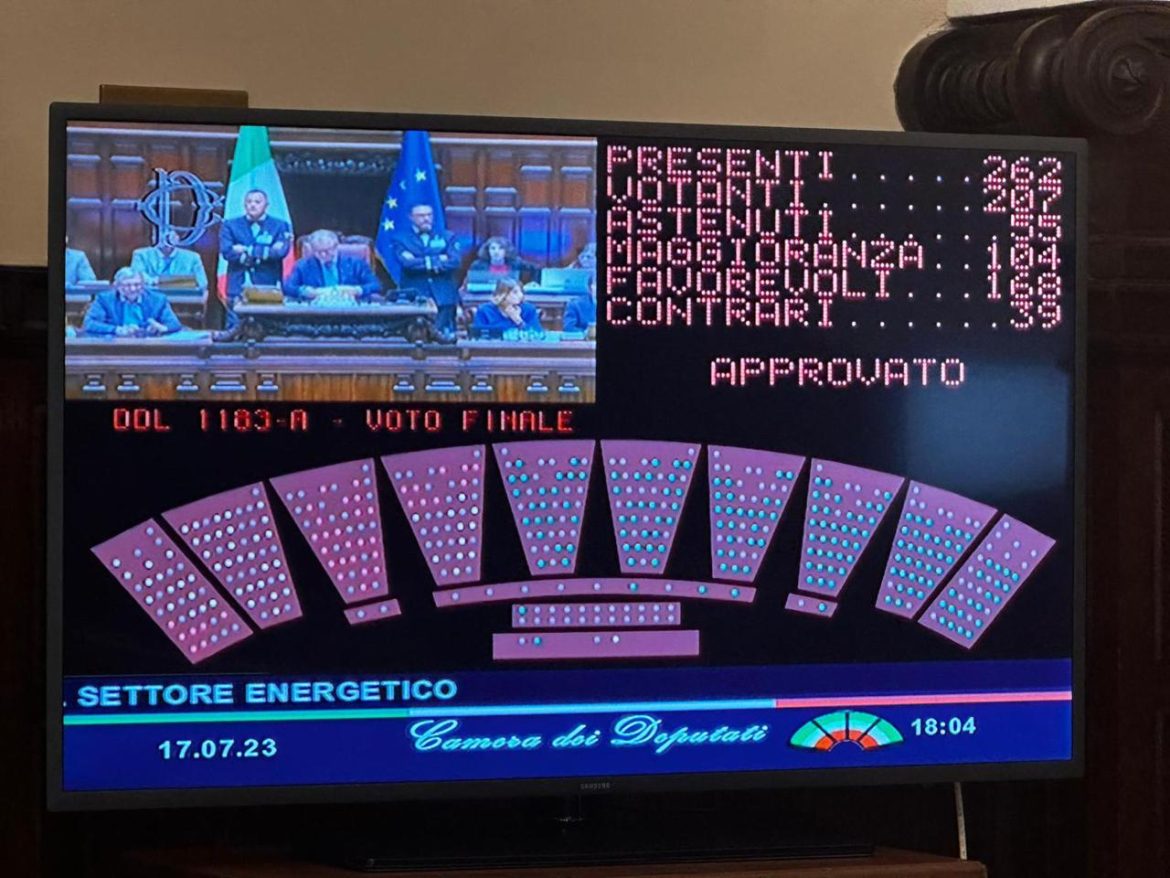 PRESENTI . . . . . 262
VOTANTI . . . . . . 207
ASTENUTI . . . . . . 55
MAGGIORANZA . . 104
FAVOREVOLI . . . 168
CONTRARI . . . . . . . 39
APPROVATO
DDL 1183-A - VOTO FINALE
. SETTORE ENERGETICO
17.07.23
Camera dei Deputati
18:04
SAMSUNG